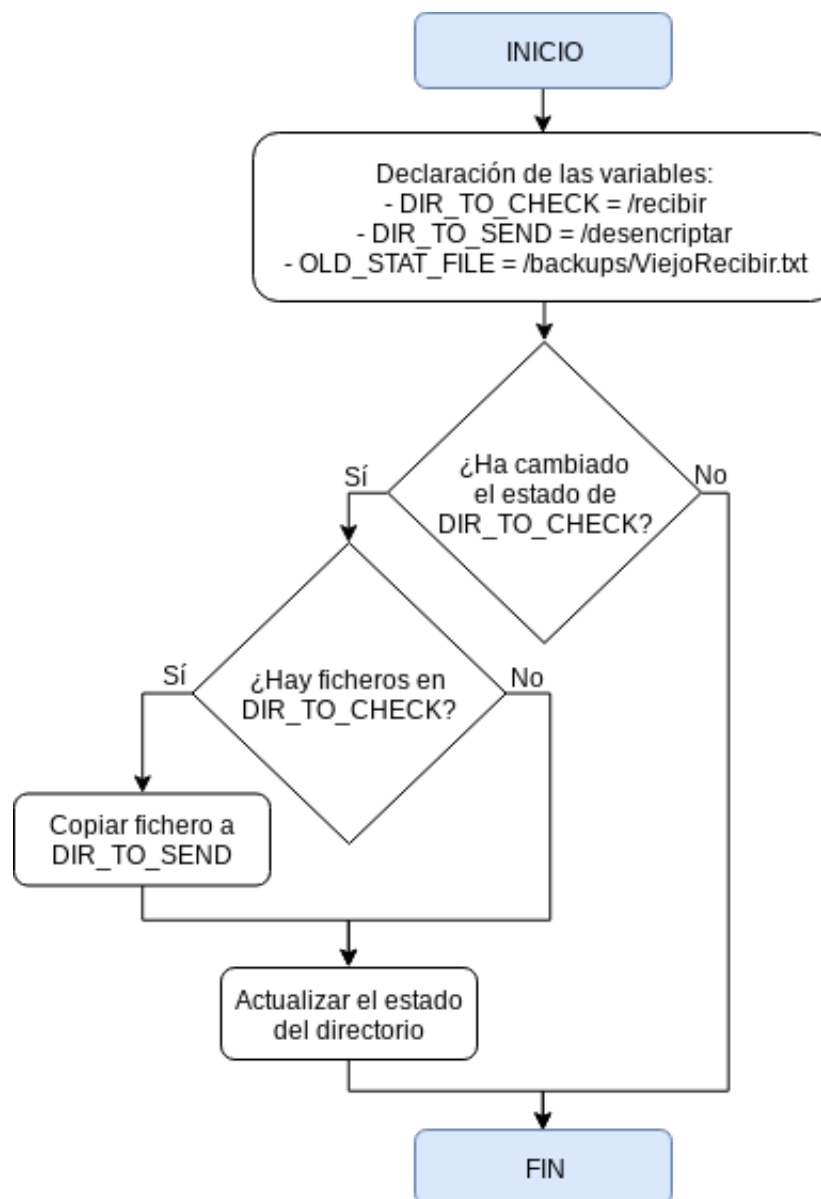 INICIO
Declaración de las variables:
- DIR_TO_CHECK = /recibir
- DIR_TO_SEND = /desencriptar
- OLD_STAT_FILE = /backups/ViejoRecibir.txt
¿Ha cambiado
el estado de
DIR_TO_CHECK?
Sí
No
¿Hay ficheros en
DIR_TO_CHECK?
Sí
No
Copiar fichero a
DIR_TO_SEND
Actualizar el estado
del directorio
FIN